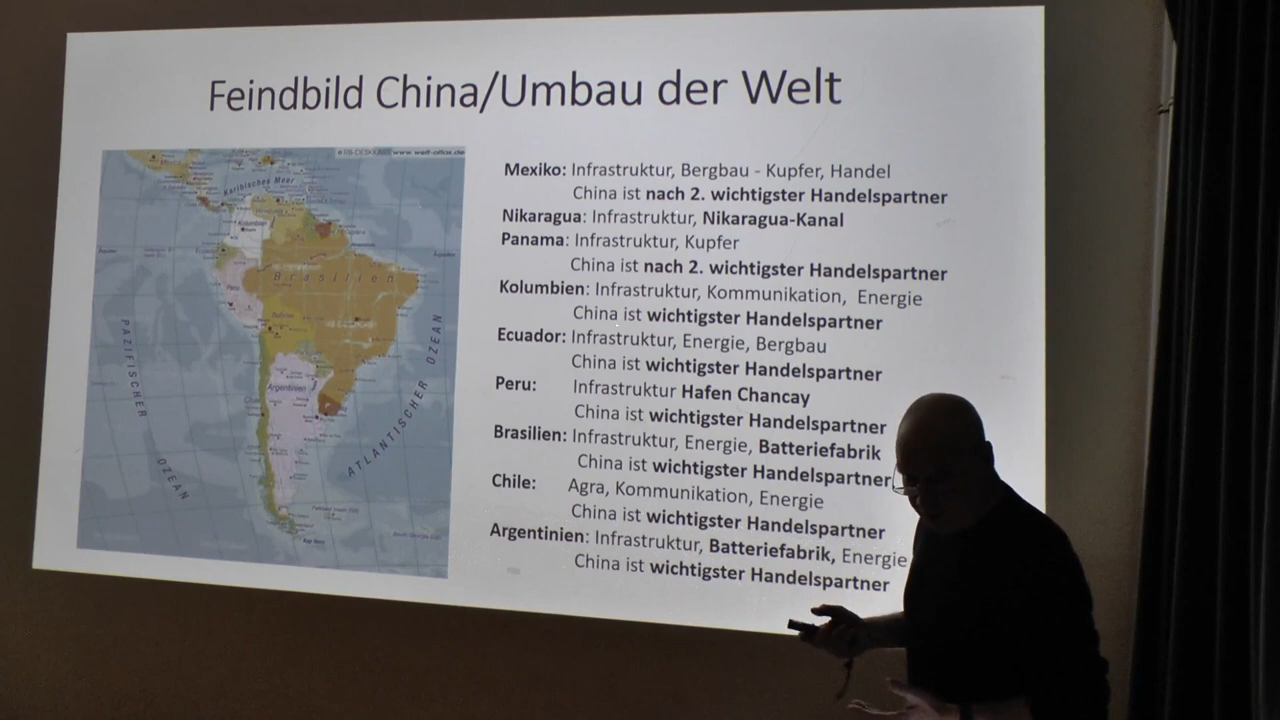 Feindbild China/Umbau der Welt
www.welt-atlas.de
Karibisches Meer
Brasilien
Peru
Bolivien
Argentinien
PAZIFISCHER OZEAN
ATLANTISCHER OZEAN
Kap Hoorn
Mexiko: Infrastruktur, Bergbau - Kupfer, Handel
China ist nach 2. wichtigster Handelspartner
Nikaragua: Infrastruktur, Nikaragua-Kanal
Panama: Infrastruktur, Kupfer
China ist nach 2. wichtigster Handelspartner
Kolumbien: Infrastruktur, Kommunikation, Energie
China ist wichtigster Handelspartner
Ecuador: Infrastruktur, Energie, Bergbau
China ist wichtigster Handelspartner
Peru: Infrastruktur Hafen Chancay
China ist wichtigster Handelspartner
Brasilien: Infrastruktur, Energie, Batteriefabrik
China ist wichtigster Handelspartner
Chile: Agra, Kommunikation, Energie
China ist wichtigster Handelspartner
Argentinien: Infrastruktur, Batteriefabrik, Energie
China ist wichtigster Handelspartner